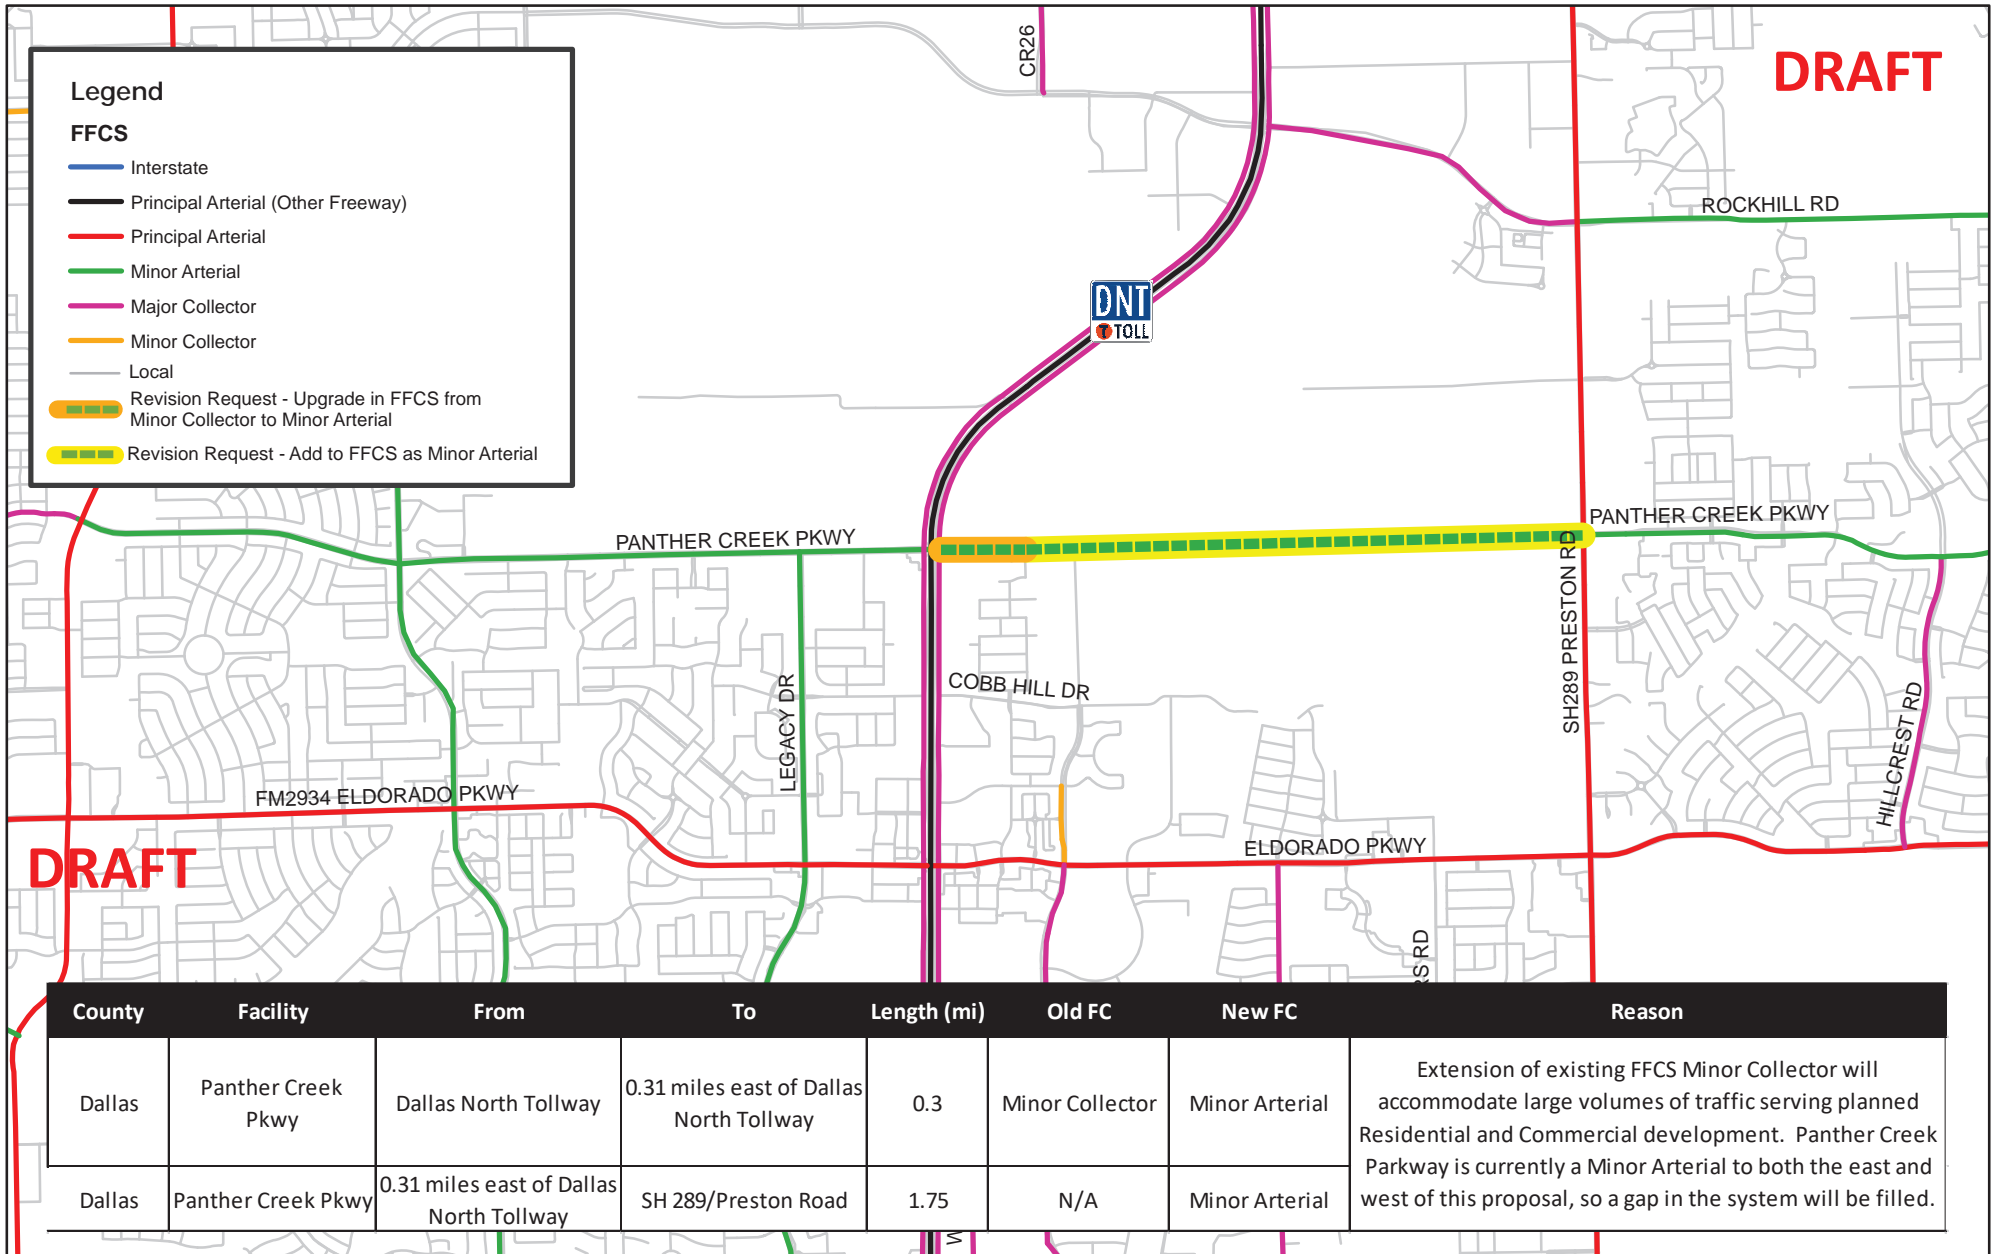 DRAFT
Legend
FFCS
Interstate
Principal Arterial (Other Freeway)
Principal Arterial
Minor Arterial
Major Collector
Minor Collector
Local
Revision Request - Upgrade in FFCS from
Minor Collector to Minor Arterial
Revision Request - Add to FFCS as Minor Arterial
CR26
ROCKHILL RD
DNT
TOLL
PANTHER CREEK PKWY
PANTHER CREEK PKWY
SH289 PRESTON RD
COBB HILL DR
LEGACY DR
HILLCREST RD
FM2934 ELDORADO PKWY
ELDORADO PKWY
DRAFT
RS RD
County Facility From To Length (mi) Old FC New FC Reason
Dallas
Panther Creek
Pkwy
Dallas North Tollway
0.31 miles east of Dallas
North Tollway
0.3
Minor Collector
Minor Arterial
Extension of existing FFCS Minor Collector will
accommodate large volumes of traffic serving planned
Residential and Commercial development. Panther Creek
Parkway is currently a Minor Arterial to both the east and
west of this proposal, so a gap in the system will be filled.
Dallas
Panther Creek Pkwy
0.31 miles east of Dallas
North Tollway
SH 289/Preston Road
1.75
N/A
Minor Arterial
W